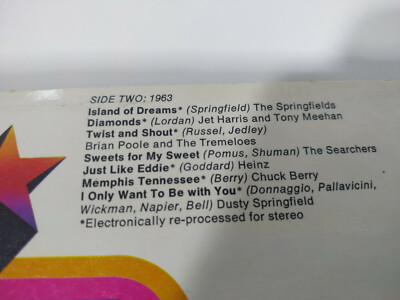 SIDE TWO: 1963
Island of Dreams* (Springfield) The Springfields
Diamonds* (Lordan) Jet Harris and Tony Meehan
Twist and Shout* (Russel, Jedley)
Brian Poole and The Tremeloes
Sweets for My Sweet (Pomus, Shuman) The Searchers
Just Like Eddie* (Goddard) Heinz
Memphis Tennessee* (Berry) Chuck Berry
I Only Want To Be with You* (Donnaggio, Pallavicini,
Wickman, Napier, Bell) Dusty Springfield
*Electronically re-processed for stereo